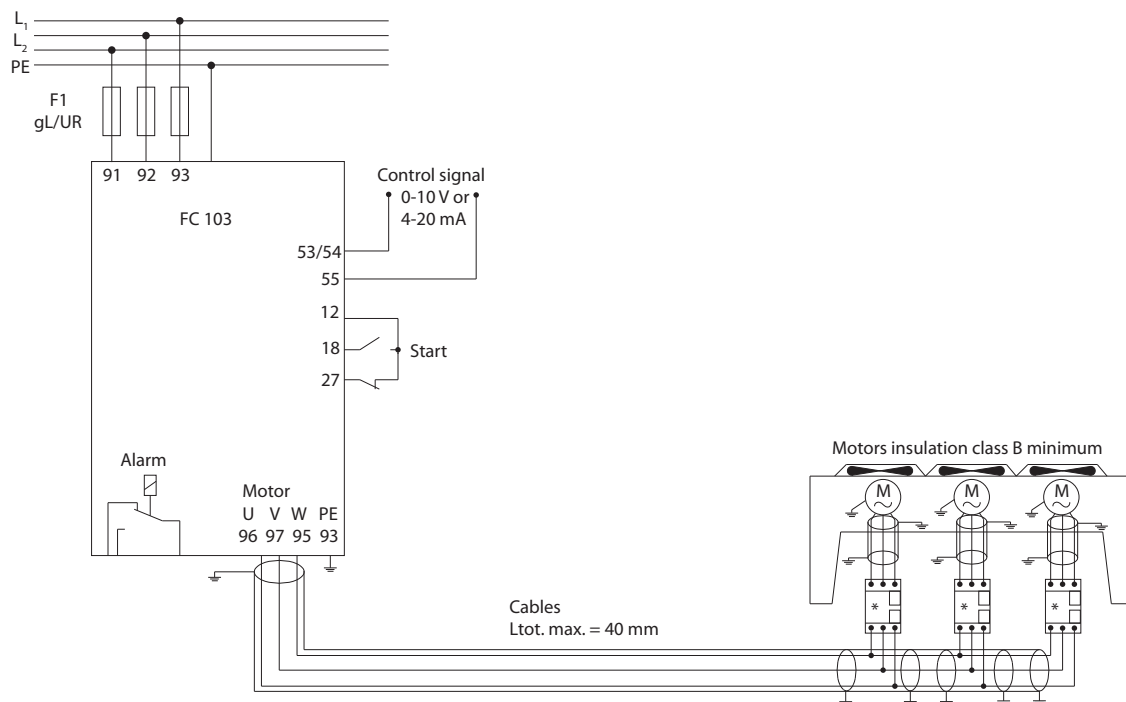 L₁
L₂
PE
F1
gL/UR
91 92 93
FC 103
Control signal
0-10 V or
4-20 mA
53/54
55
12
18
Start
27
Alarm
Motor
U V W PE
96 97 95 93
Motors insulation class B minimum
M M M
* * *
Cables
Ltot. max. = 40 mm